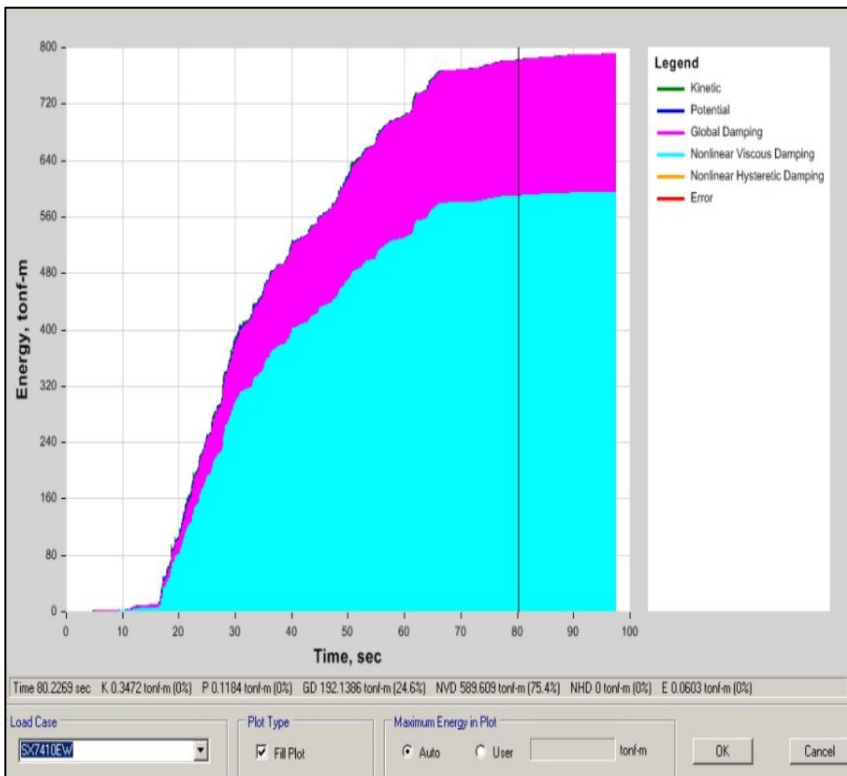 800
720
640
560
480
400
320
240
160
80
0
Energy, tonf-m
0 10 20 30 40 50 60 70 80 90 100
Time, sec
Legend
Kinetic
Potential
Global Damping
Nonlinear Viscous Damping
Nonlinear Hysteretic Damping
Error
Time 80.2269 sec K 0.3472 tonf-m (0%) P 0.1184 tonf-m (0%) GD 192.1386 tonf-m (24.6%) NVD 589.609 tonf-m (75.4%) NHD 0 tonf-m (0%) E 0.0603 tonf-m (0%)
Load Case
SX7410EW
Plot Type
Fill Plot
Maximum Energy in Plot
Auto User tonf-m
OK Cancel